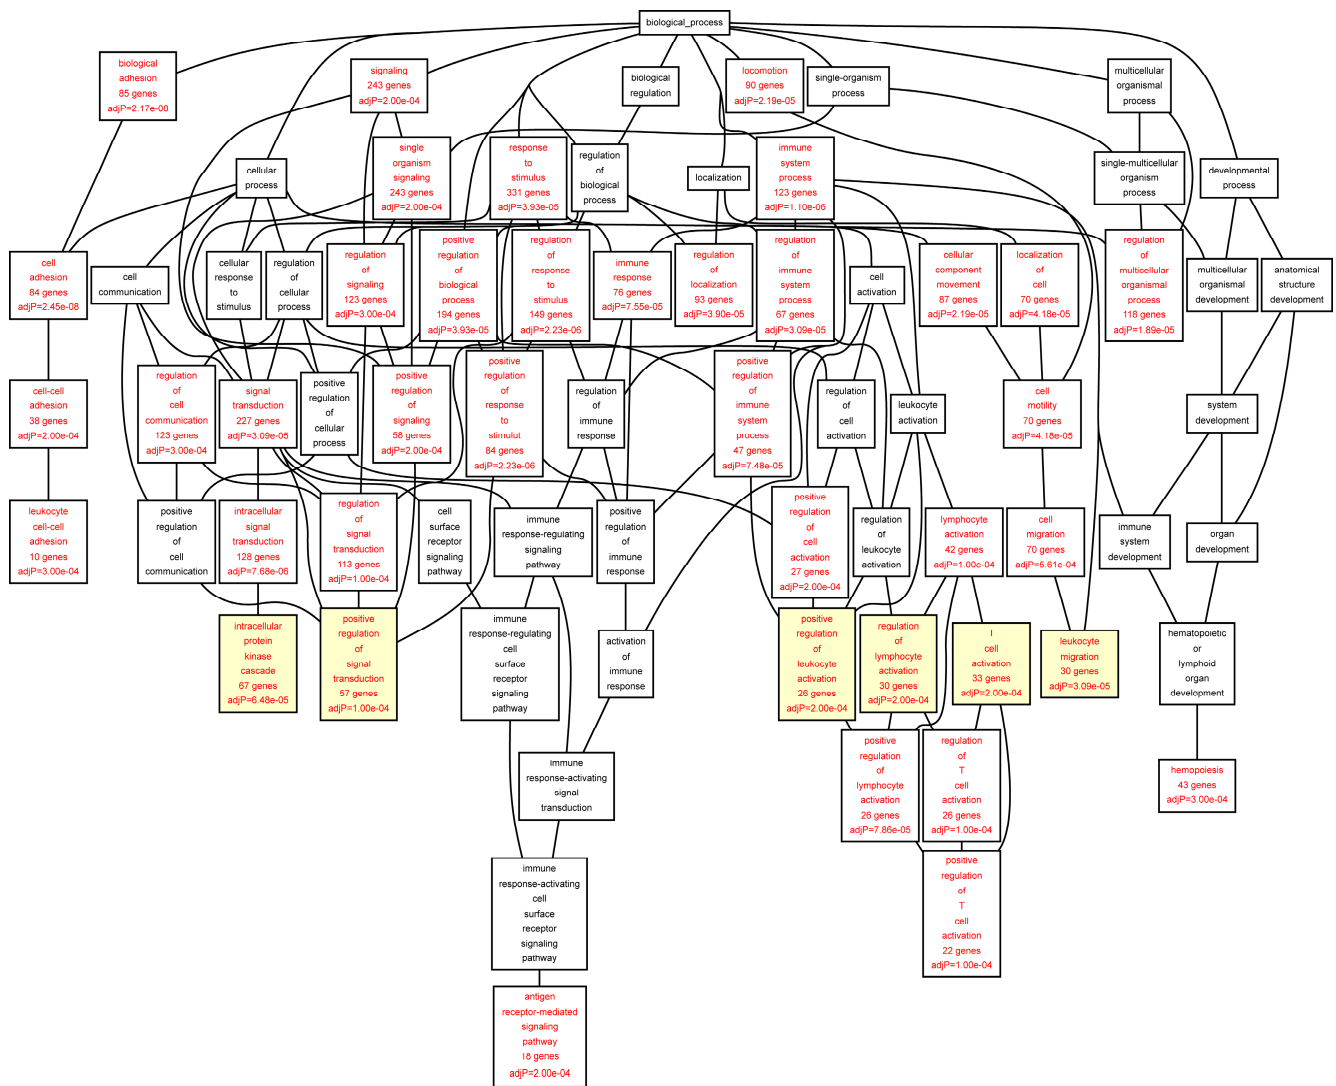 biological_process
biological
adhesion
85 genes
adjP=2.17e-00
signaling
243 genes
adjP=2.00e-04
biological
regulation
locomotion
90 genes
adjP=2.19e-05
single-organism
process
multicellular
organismal
process
cellular
process
single
organism
signaling
243 genes
adjP=2.00e-04
response
to
stimulus
331 genes
adjP=3.93e-05
regulation
of
biological
process
localization
immune
system
process
123 genes
adjP=1.10e-06
single-multicellular
organism
process
developmental
process
cell
adhesion
84 genes
adjP=2.45e-08
cell
communication
cellular
response
to
stimulus
regulation
of
cellular
process
regulation
of
signaling
123 genes
adjP=3.00e-04
positive
regulation
of
biological
process
194 genes
adjP=3.93e-05
regulation
of
response
to
stimulus
149 genes
adjP=2.23e-06
immune
response
76 genes
adjP=7.55e-05
regulation
of
localization
93 genes
adjP=3.90e-05
regulation
of
immune
system
process
67 genes
adjP=3.09e-05
cell
activation
cellular
component
movement
87 genes
adjP=2.19e-05
localization
of
cell
70 genes
adjP=4.18e-05
regulation
of
multicellular
organismal
process
118 genes
adjP=1.89e-05
multicellular
organismal
development
anatomical
structure
development
cell-cell
adhesion
38 genes
adjP=2.00e-04
regulation
of
cell
communication
123 genes
adjP=3.00e-04
signal
transduction
227 genes
adjP=3.09e-05
positive
regulation
of
cellular
process
positive
regulation
of
signaling
58 genes
adjP=2.00e-04
positive
regulation
of
response
to
stimulut
84 genes
adjP=2.23e-06
regulation
of
immune
response
positive
regulation
of
immune
system
process
47 genes
adjP=7.48e-05
regulation
of
cell
activation
leukocyte
activation
cell
motility
70 genes
adjP=4.18e-05
system
development
leukocyte
cell-cell
adhesion
10 genes
adjP=3.00e-04
positive
regulation
of
cell
communication
intracellular
signal
transduction
128 genes
adjP=7.68e-06
regulation
of
signal
transduction
113 genes
adjP=1.00e-04
cell
surface
receptor
signaling
pathway
immune
response-regulating
signaling
pathway
positive
regulation
of
immune
response
positive
regulation
of
cell
activation
27 genes
adjP=2.00e-04
regulation
of
leukocyte
activation
lymphocyte
activation
42 genes
adjP=1.00e-04
cell
migration
70 genes
adjP=5.61e-04
immune
system
development
organ
development
intracellular
protein
kinase
cascade
67 genes
adjP=6.48e-05
positive
regulation
of
signal
transduction
57 genes
adjP=1.00e-04
immune
response-regulating
cell
surface
receptor
signaling
pathway
activation
of
immune
response
positive
regulation
of
leukocyte
activation
26 genes
adjP=2.00e-04
regulation
of
lymphocyte
activation
30 genes
adjP=2.00e-04
T
cell
activation
33 genes
adjP=2.00e-04
leukocyte
migration
30 genes
adjP=3.09e-05
hematopoietic
or
lymphoid
organ
development
immune
response-activating
signal
transduction
positive
regulation
of
lymphocyte
activation
26 genes
adjP=7.86e-05
regulation
of
T
cell
activation
26 genes
adjP=1.00e-04
hemopoiesis
43 genes
adjP=3.00e-04
immune
response-activating
cell
surface
receptor
signaling
pathway
positive
regulation
of
T
cell
activation
22 genes
adjP=1.00e-04
antigen
receptor-mediated
signaling
pathway
18 genes
adjP=2.00e-04